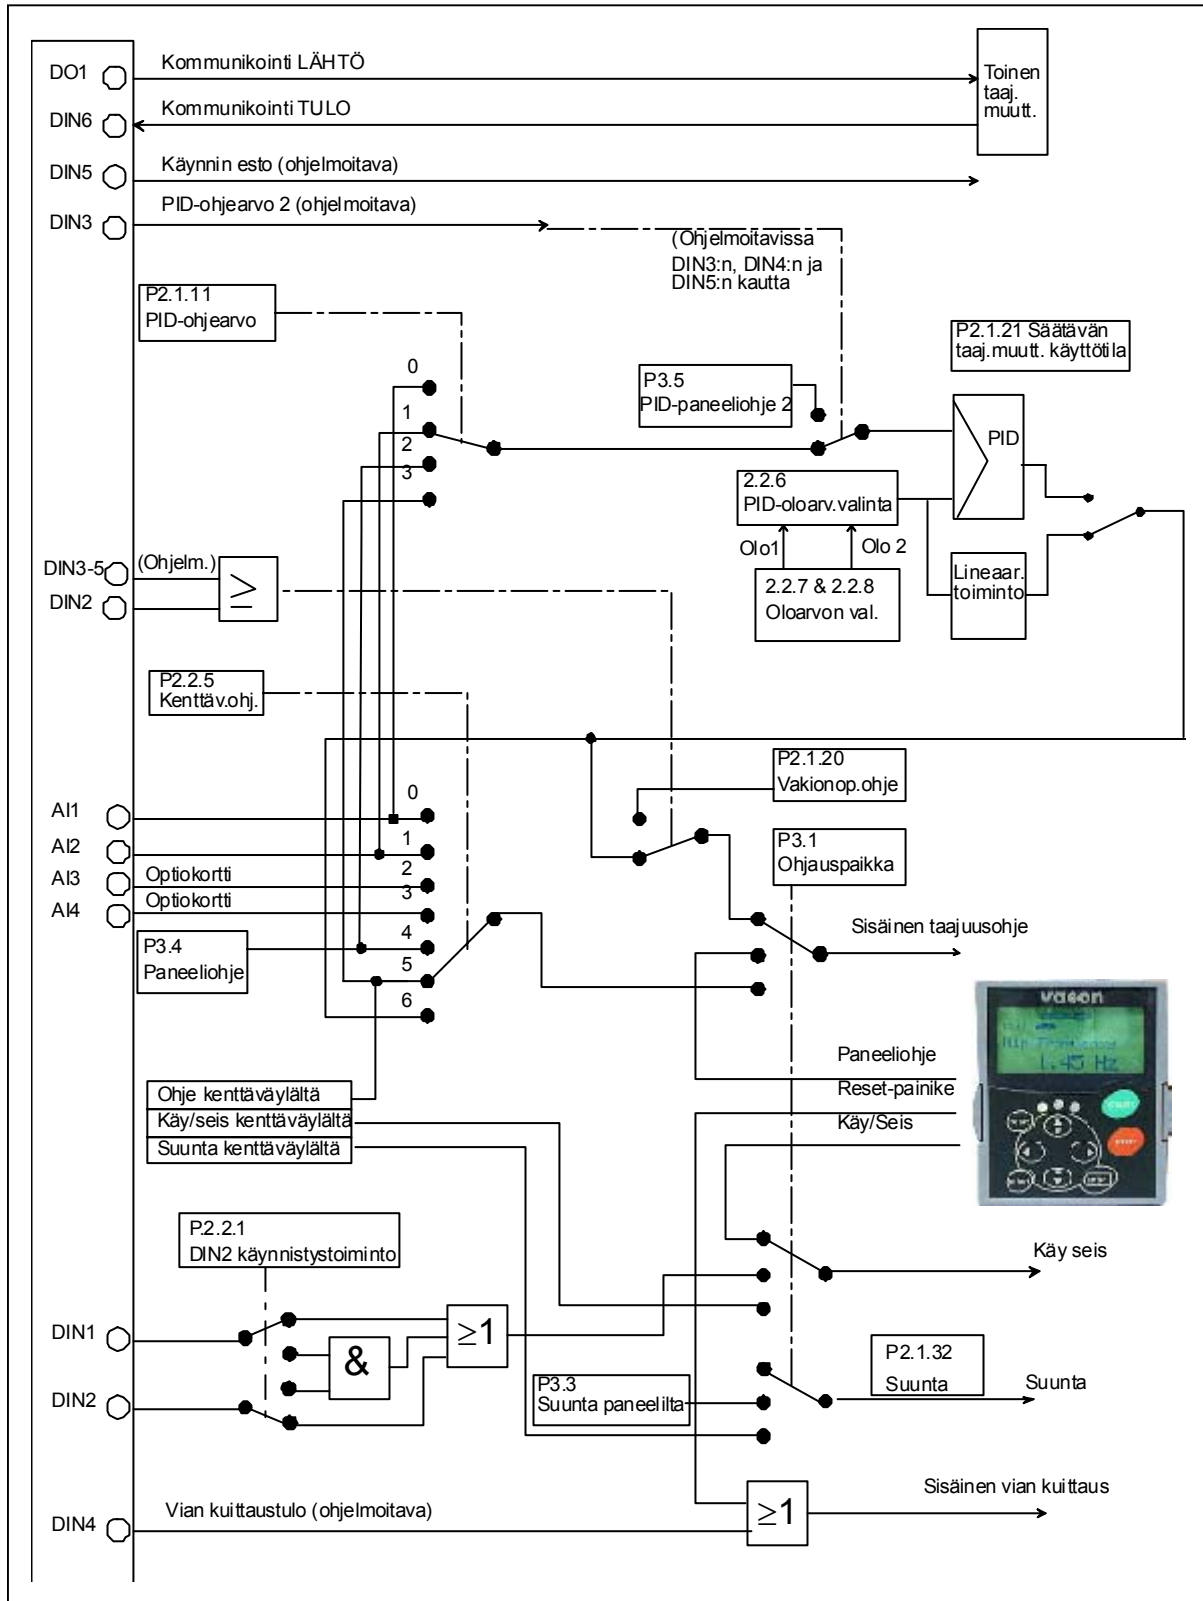 DO1
Kommunikointi LÄHTÖ
Toinen
taaj.
muutt.
DIN6
Kommunikointi TULO
DIN5
Käynnin esto (ohjelmoitava)
DIN3
PID-ohjearvo 2 (ohjelmoitava)
(Ohjelmoitavissa
DIN3:n, DIN4:n ja
DIN5:n kautta
P2.1.11
PID-ohjearvo
P2.1.21 Säätävän
taaj.muutt. käyttötila
0
1
2
3
P3.5
PID-paneeliohje 2
PID
2.2.6
PID-oloarv.valinta
Olo1
Olo 2
2.2.7 & 2.2.8
Oloarvon val.
Lineaar.
toiminto
DIN3-5
(Ohjelm.)
≥
DIN2
P2.2.5
Kenttäv.ohj.
P2.1.20
Vakionop.ohje
P3.1
Ohjauspaikka
AI1
0
AI2
1
AI3
Optiokortti
2
AI4
Optiokortti
3
P3.4
Paneeliohje
4
5
6
Sisäinen taajuusohje
vacon
1.45 Hz
Paneeliohje
Reset-painike
Käy/Seis
Ohje kenttäväylältä
Käy/seis kenttäväylältä
Suunta kenttäväylältä
P.2.2.1
DIN2 käynnistystoiminto
Käy seis
DIN1
≥1
&
DIN2
P3.3
Suunta paneelilta
P2.1.32
Suunta
Suunta
Sisäinen vian kuittaus
DIN4
Vian kuittaustulo (ohjelmoitava)
≥1